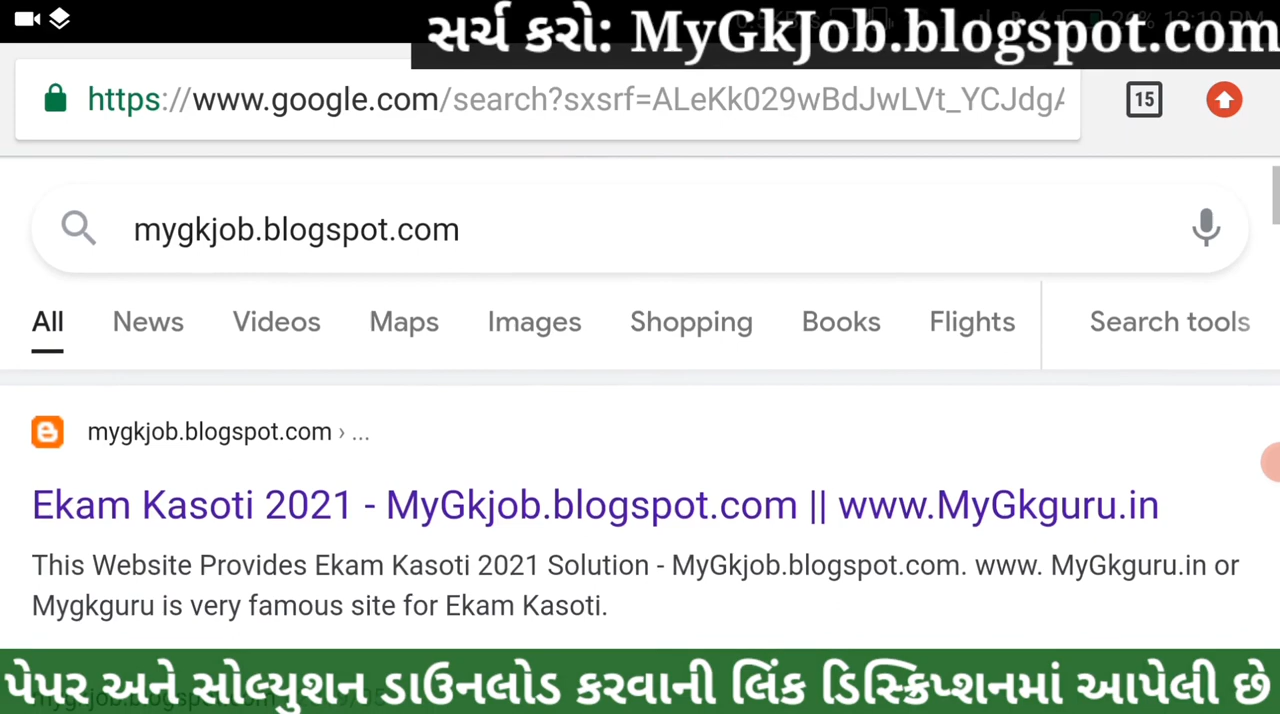 સર્ચ કરો: MyGkJob.blogspot.com
https://www.google.com/search?sxsrf=ALeKk029wBdJwLVt_YCJdgA
15
mygkjob.blogspot.com
All News Videos Maps Images Shopping Books Flights Search tools
mygkjob.blogspot.com › ...
Ekam Kasoti 2021 - MyGkjob.blogspot.com || www.MyGkguru.in
This Website Provides Ekam Kasoti 2021 Solution - MyGkjob.blogspot.com. www. MyGkguru.in or
Mygkguru is very famous site for Ekam Kasoti.
પેપર અને સોલ્યુશન ડાઉનલોડ કરવાની લિંક ડિસ્ક્રિપ્શનમાં આપેલી છે